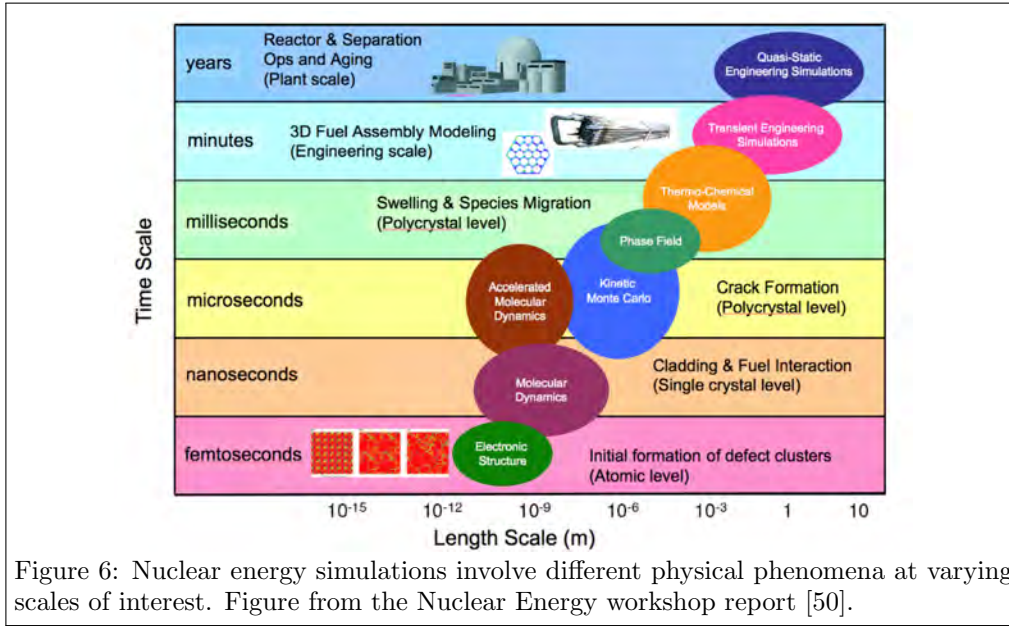 Time Scale
years
Reactor & Separation
Ops and Aging
(Plant scale)
Quasi-Static
Engineering Simulations
minutes
3D Fuel Assembly Modeling
(Engineering scale)
Transient Engineering
Simulations
milliseconds
Swelling & Species Migration
(Polycrystal level)
Thermo-Chemical
Models
Phase Field
microseconds
Accelerated
Molecular
Dynamics
Kinetic
Monte Carlo
Crack Formation
(Polycrystal level)
nanoseconds
Molecular
Dynamics
Cladding & Fuel Interaction
(Single crystal level)
femtoseconds
Electronic
Structure
Initial formation of defect clusters
(Atomic level)
10⁻¹⁵ 10⁻¹² 10⁻⁹ 10⁻⁶ 10⁻³ 1 10
Length Scale (m)
Figure 6: Nuclear energy simulations involve different physical phenomena at varying
scales of interest. Figure from the Nuclear Energy workshop report [50].